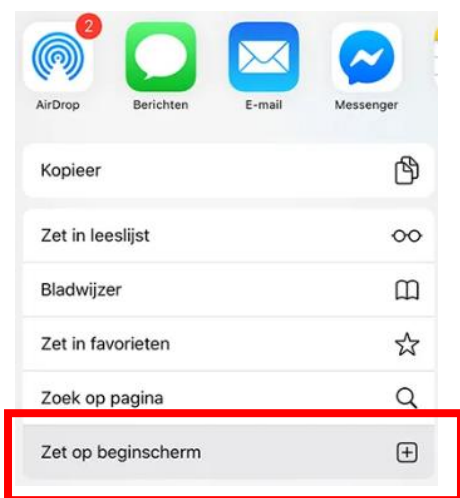 2
AirDrop Berichten E-mail Messenger
Kopieer
Zet in leeslijst
Bladwijzer
Zet in favorieten
Zoek op pagina
Zet op beginscherm